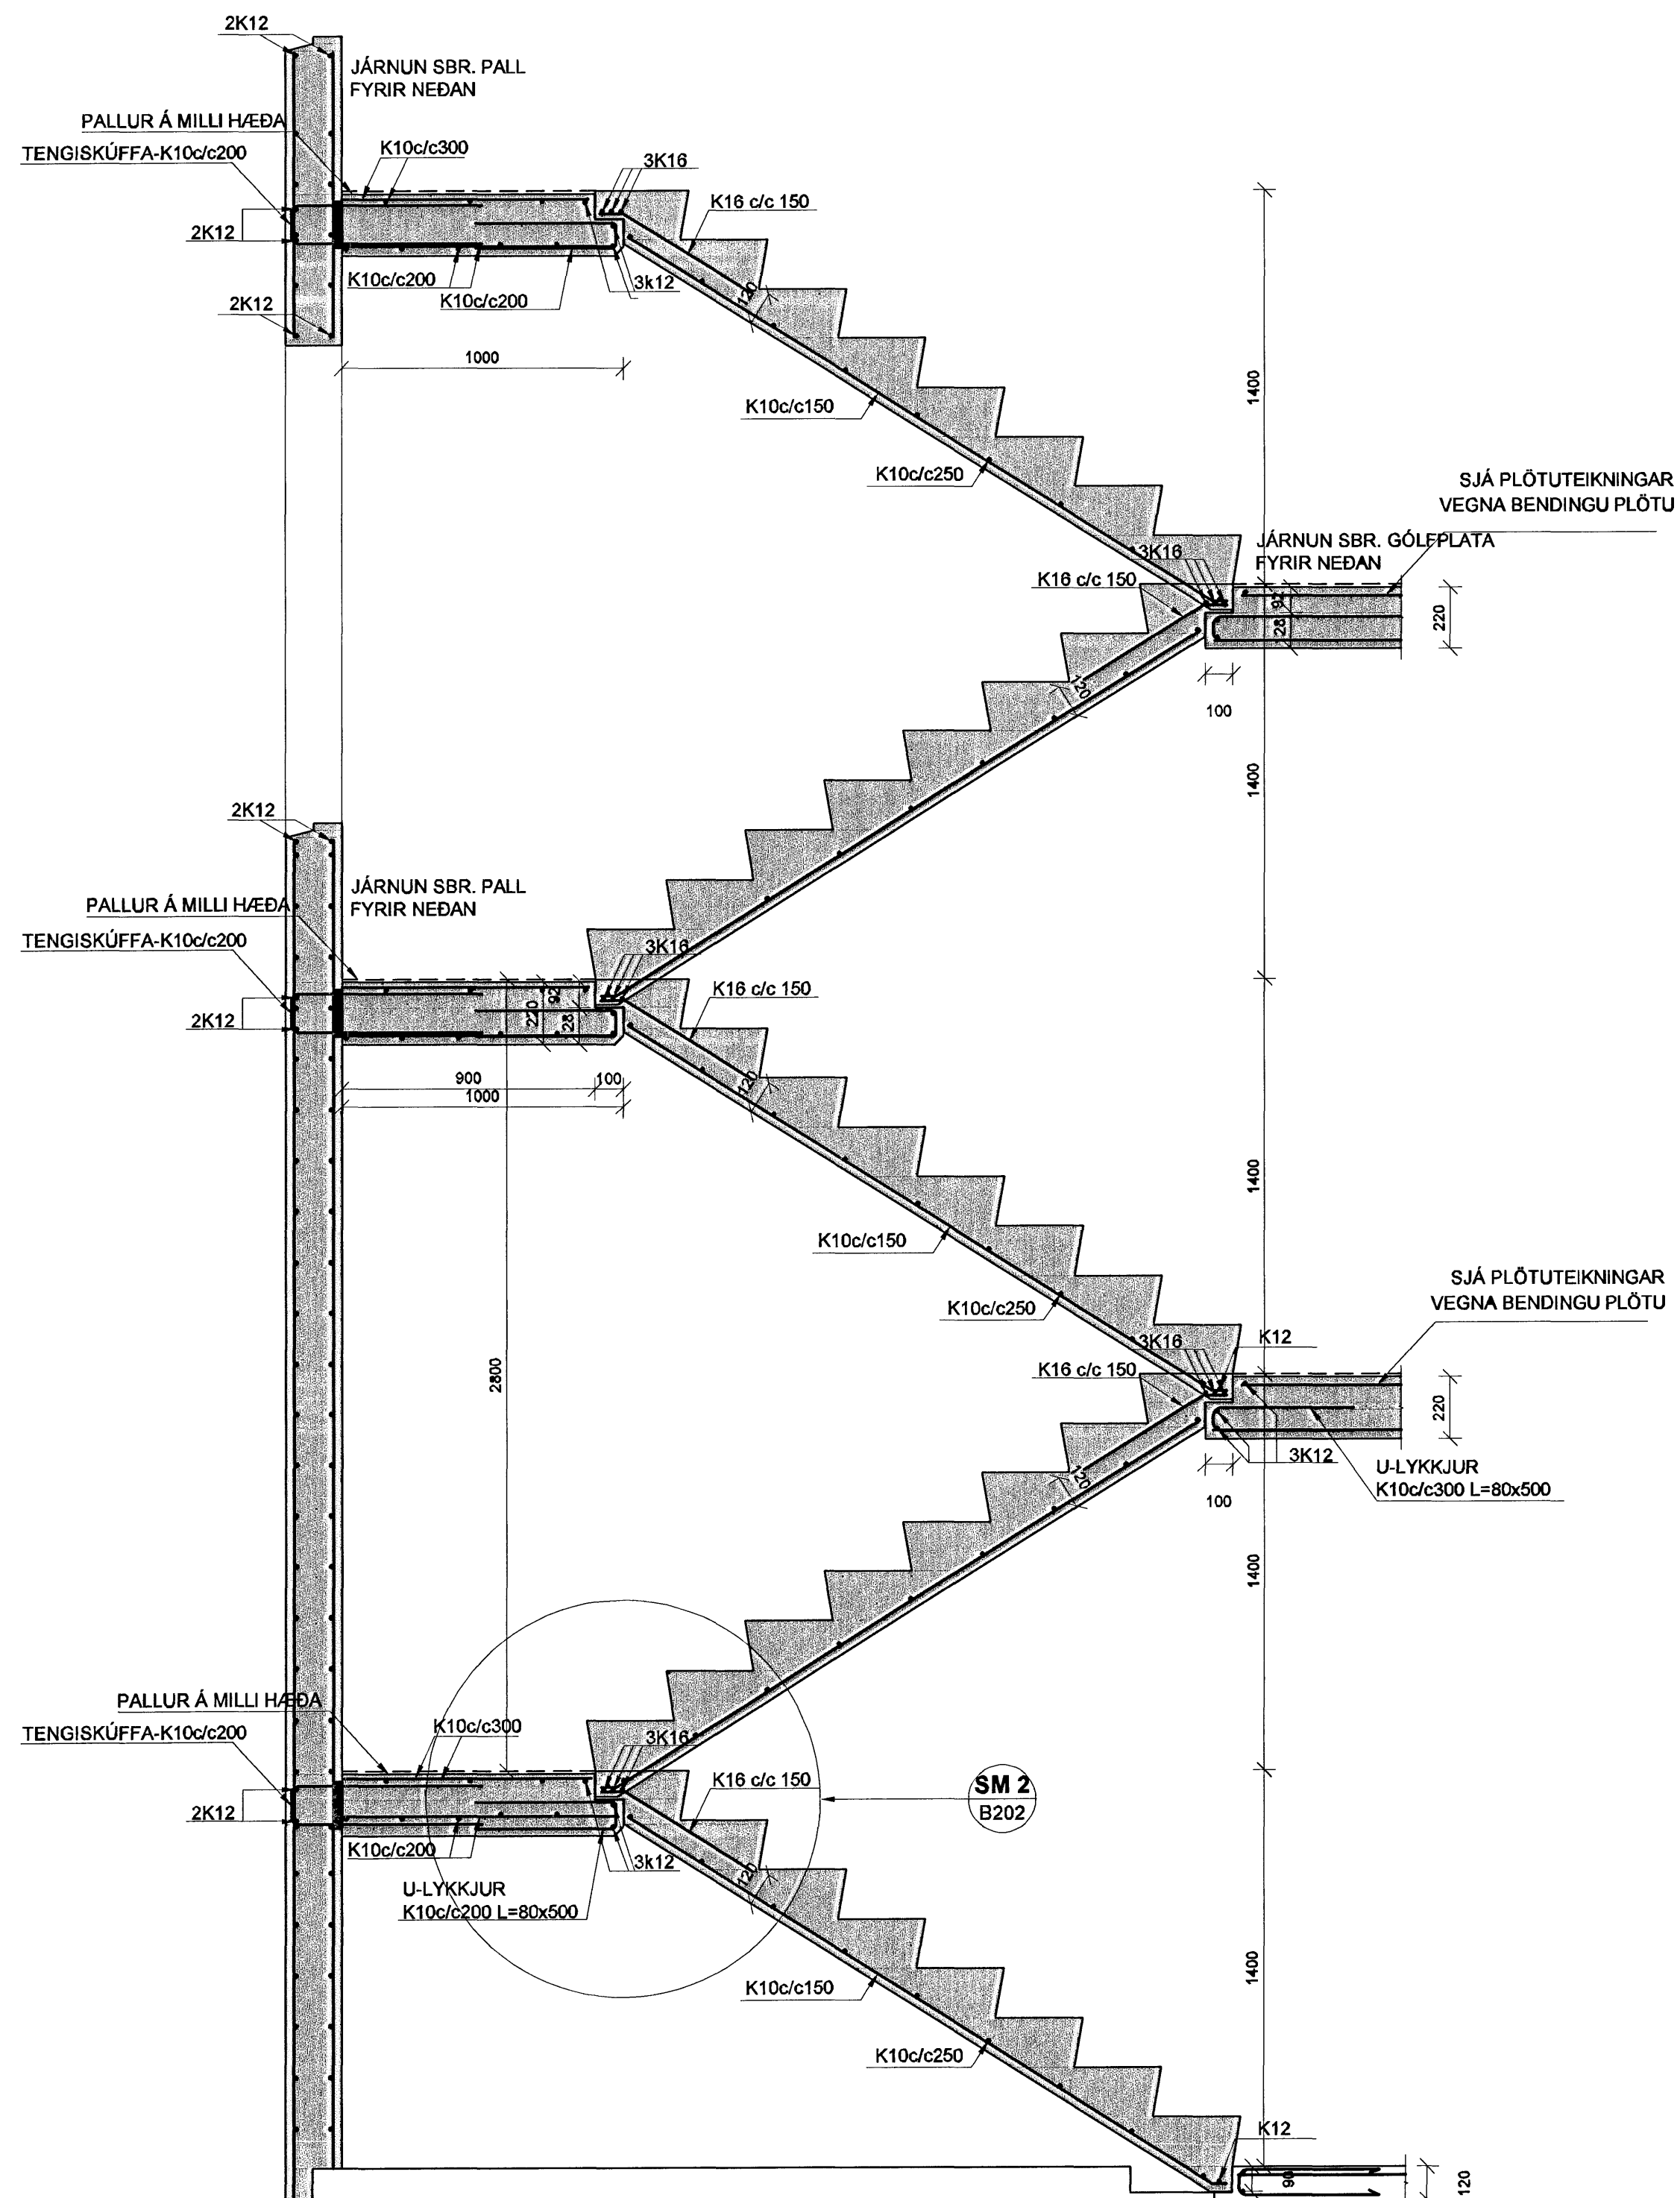 2K12
JÁRNUN SBR. PALL
FYRIR NEÐAN
PALLUR Á MILLI HÆÐA
TENGISKÚFFA-K10c/c200
K10c/c300
3K16
K16 c/c 150
2K12
K10c/c200
K10c/c200
3k12
2K12
120
1000
1400
K10c/c150
K10c/c250
SJÁ PLÖTUTEIKNINGAR
VEGNA BENDINGU PLÖTU
JÁRNUN SBR. GÓLFPLATA
FYRIR NEÐAN
3K16
K16 c/c 150
92
28
220
120
100
1400
2K12
JÁRNUN SBR. PALL
FYRIR NEÐAN
PALLUR Á MILLI HÆÐA
TENGISKÚFFA-K10c/c200
3K16
K16 c/c 150
2K12
220
92
28
900
100
1000
120
1400
K10c/c150
K10c/c250
SJÁ PLÖTUTEIKNINGAR
VEGNA BENDINGU PLÖTU
3K16
K12
K16 c/c 150
2800
220
3K12
120
100
U-LYKKJUR
K10c/c300 L=80x500
1400
PALLUR Á MILLI HÆÐA
TENGISKÚFFA-K10c/c200
K10c/c300
3K16
K16 c/c 150
SM 2
B202
2K12
K10c/c200
3k12
120
U-LYKKJUR
K10c/c200 L=80x500
1400
K10c/c150
K10c/c250
K12
90
120